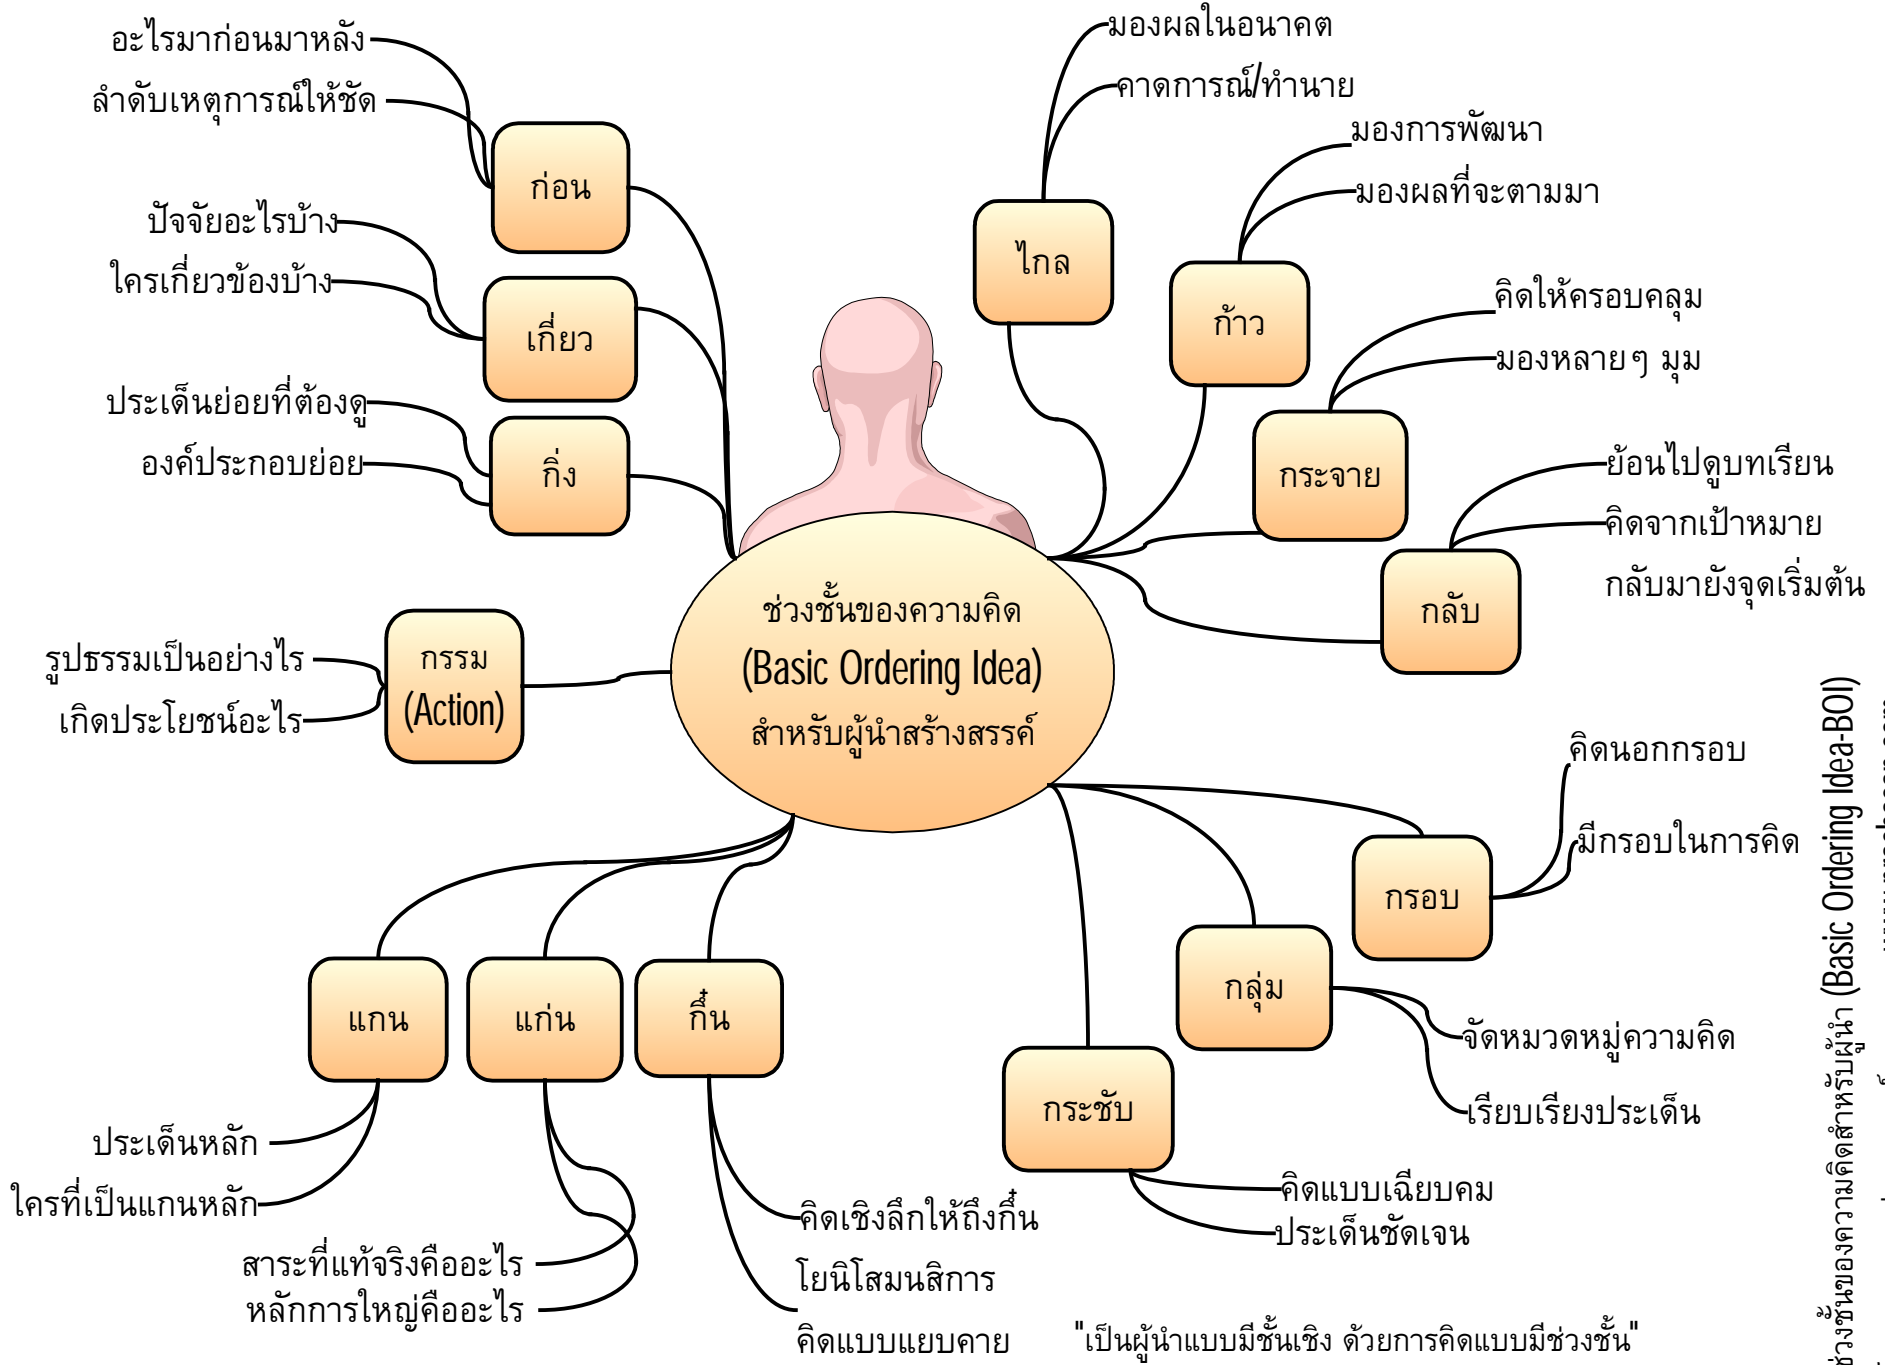 อะไรมาก่อนมาหลัง
ลำดับเหตุการณ์ให้ชัด
ก่อน
ปัจจัยอะไรบ้าง
ใครเกี่ยวข้องบ้าง
เกี่ยว
ประเด็นย่อยที่ต้องดู
องค์ประกอบย่อย
กิ่ง
รูปธรรมเป็นอย่างไร
เกิดประโยชน์อะไร
กรรม
(Action)
มองผลในอนาคต
คาดการณ์/ทำนาย
ไกล
มองการพัฒนา
มองผลที่จะตามมา
ก้าว
คิดให้ครอบคลุม
มองหลายๆ มุม
กระจาย
ย้อนไปดูบทเรียน
คิดจากเป้าหมาย
กลับมายังจุดเริ่มต้น
กลับ
ช่วงชั้นของความคิด
(Basic Ordering Idea)
สำหรับผู้นำสร้างสรรค์
คิดนอกกรอบ
มีกรอบในการคิด
กรอบ
กลุ่ม
จัดหมวดหมู่ความคิด
เรียบเรียงประเด็น
กระชับ
คิดแบบเฉียบคม
ประเด็นชัดเจน
แกน
แก่น
กึ๋น
ประเด็นหลัก
ใครที่เป็นแกนหลัก
สาระที่แท้จริงคืออะไร
หลักการใหญ่คืออะไร
คิดเชิงลึกให้ถึงกึ๋น
โยนิโสมนสิการ
คิดแบบแยบคาย
"เป็นผู้นำแบบมีชั้นเชิง ด้วยการคิดแบบมีช่วงชั้น"
ช่วงชั้นของความคิดสำหรับผู้นำ (Basic Ordering Idea-BOI)